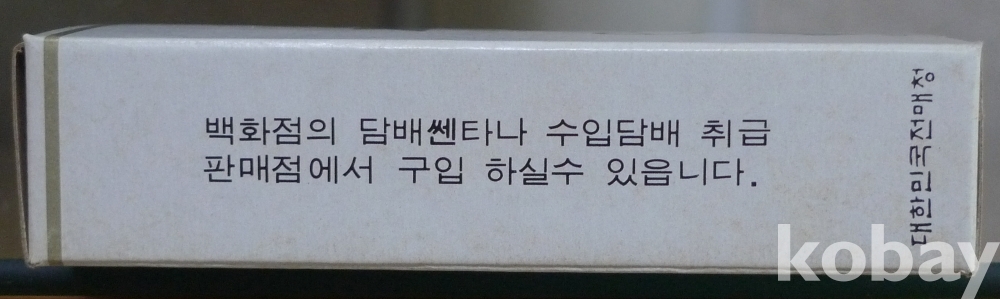 백화점의 담배쎈타나 수입담배 취급
판매점에서 구입 하실수 있읍니다.
대한민국전매청
kobay